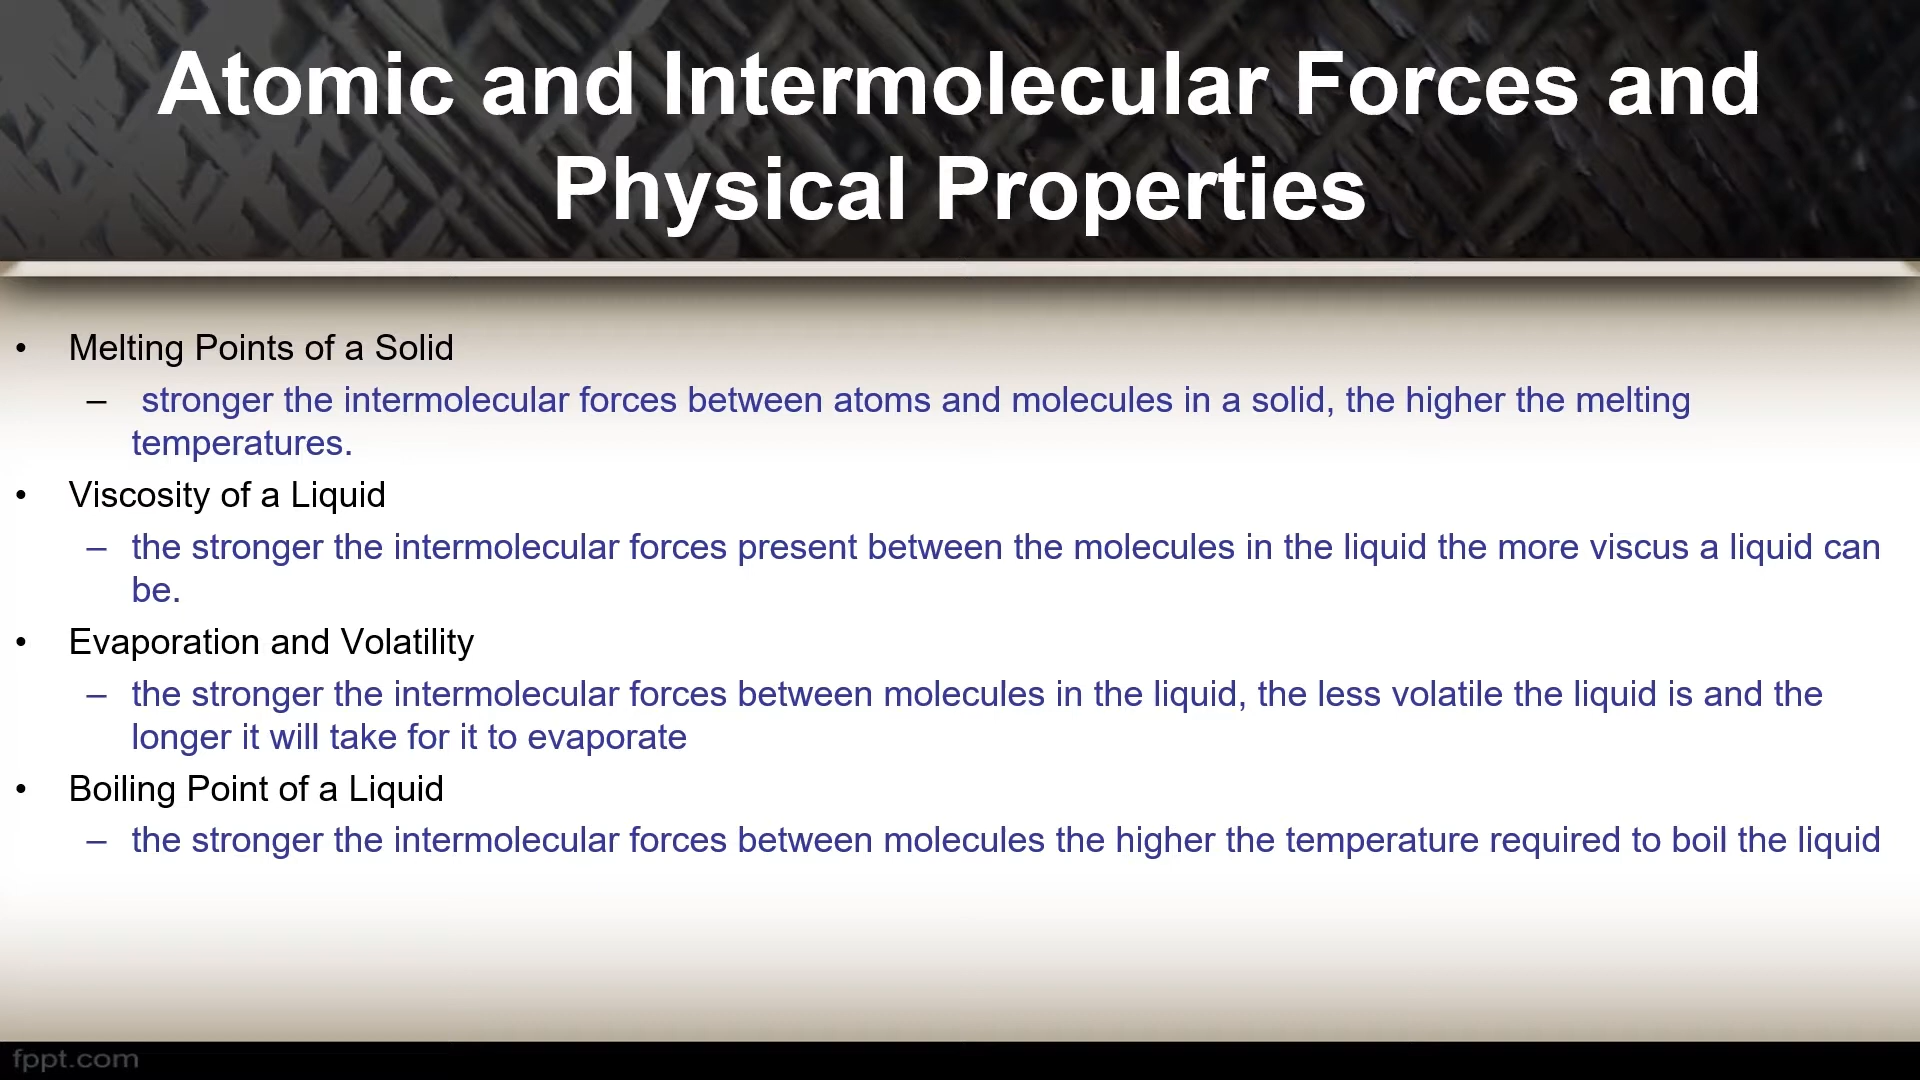 Atomic and Intermolecular Forces and
Physical Properties
• Melting Points of a Solid
– stronger the intermolecular forces between atoms and molecules in a solid, the higher the melting
temperatures.
• Viscosity of a Liquid
– the stronger the intermolecular forces present between the molecules in the liquid the more viscus a liquid can
be.
• Evaporation and Volatility
– the stronger the intermolecular forces between molecules in the liquid, the less volatile the liquid is and the
longer it will take for it to evaporate
• Boiling Point of a Liquid
– the stronger the intermolecular forces between molecules the higher the temperature required to boil the liquid
fppt.com